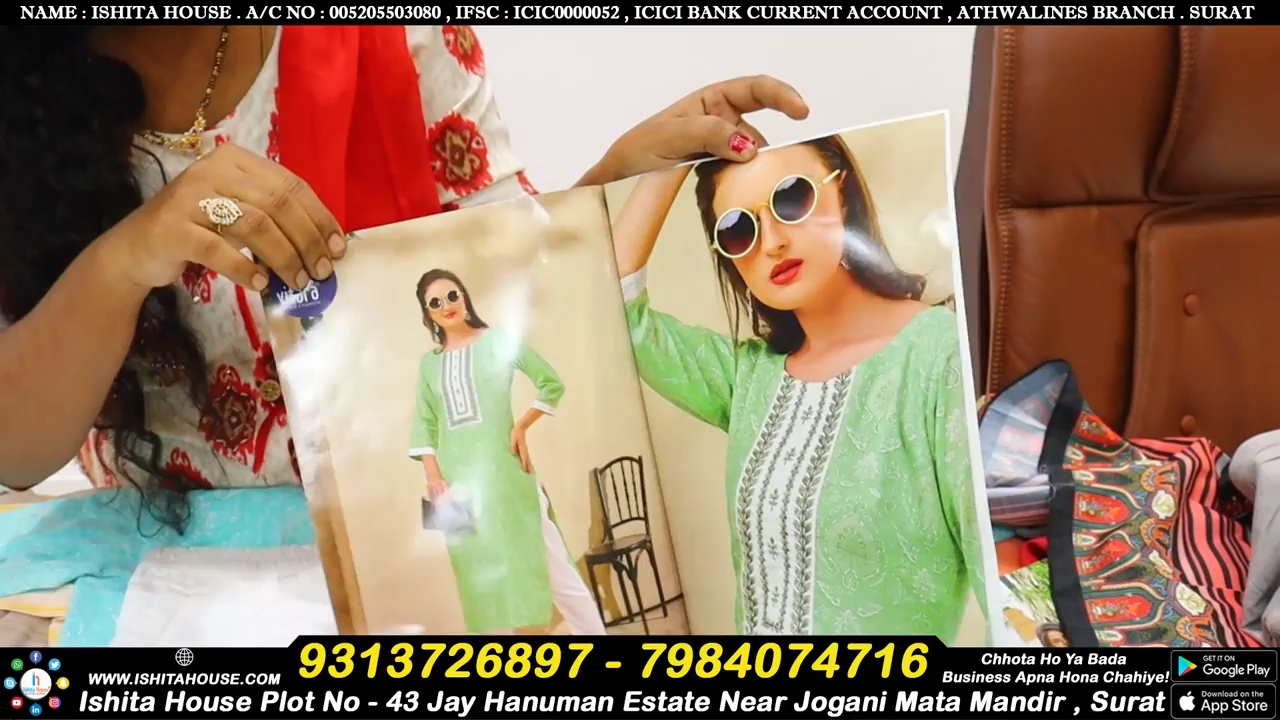 NAME : ISHITA HOUSE . A/C NO : 005205503080 , IFSC : ICIC0000052 , ICICI BANK CURRENT ACCOUNT , ATHWALINES BRANCH . SURAT
9313726897 - 7984074716
WWW.ISHITAHOUSE.COM
Chhota Ho Ya Bada
Business Apna Hona Chahiye!
Ishita House Plot No - 43 Jay Hanuman Estate Near Jogani Mata Mandir , Surat
GET IT ON
Google Play
Download on the
App Store
h
Ishita House